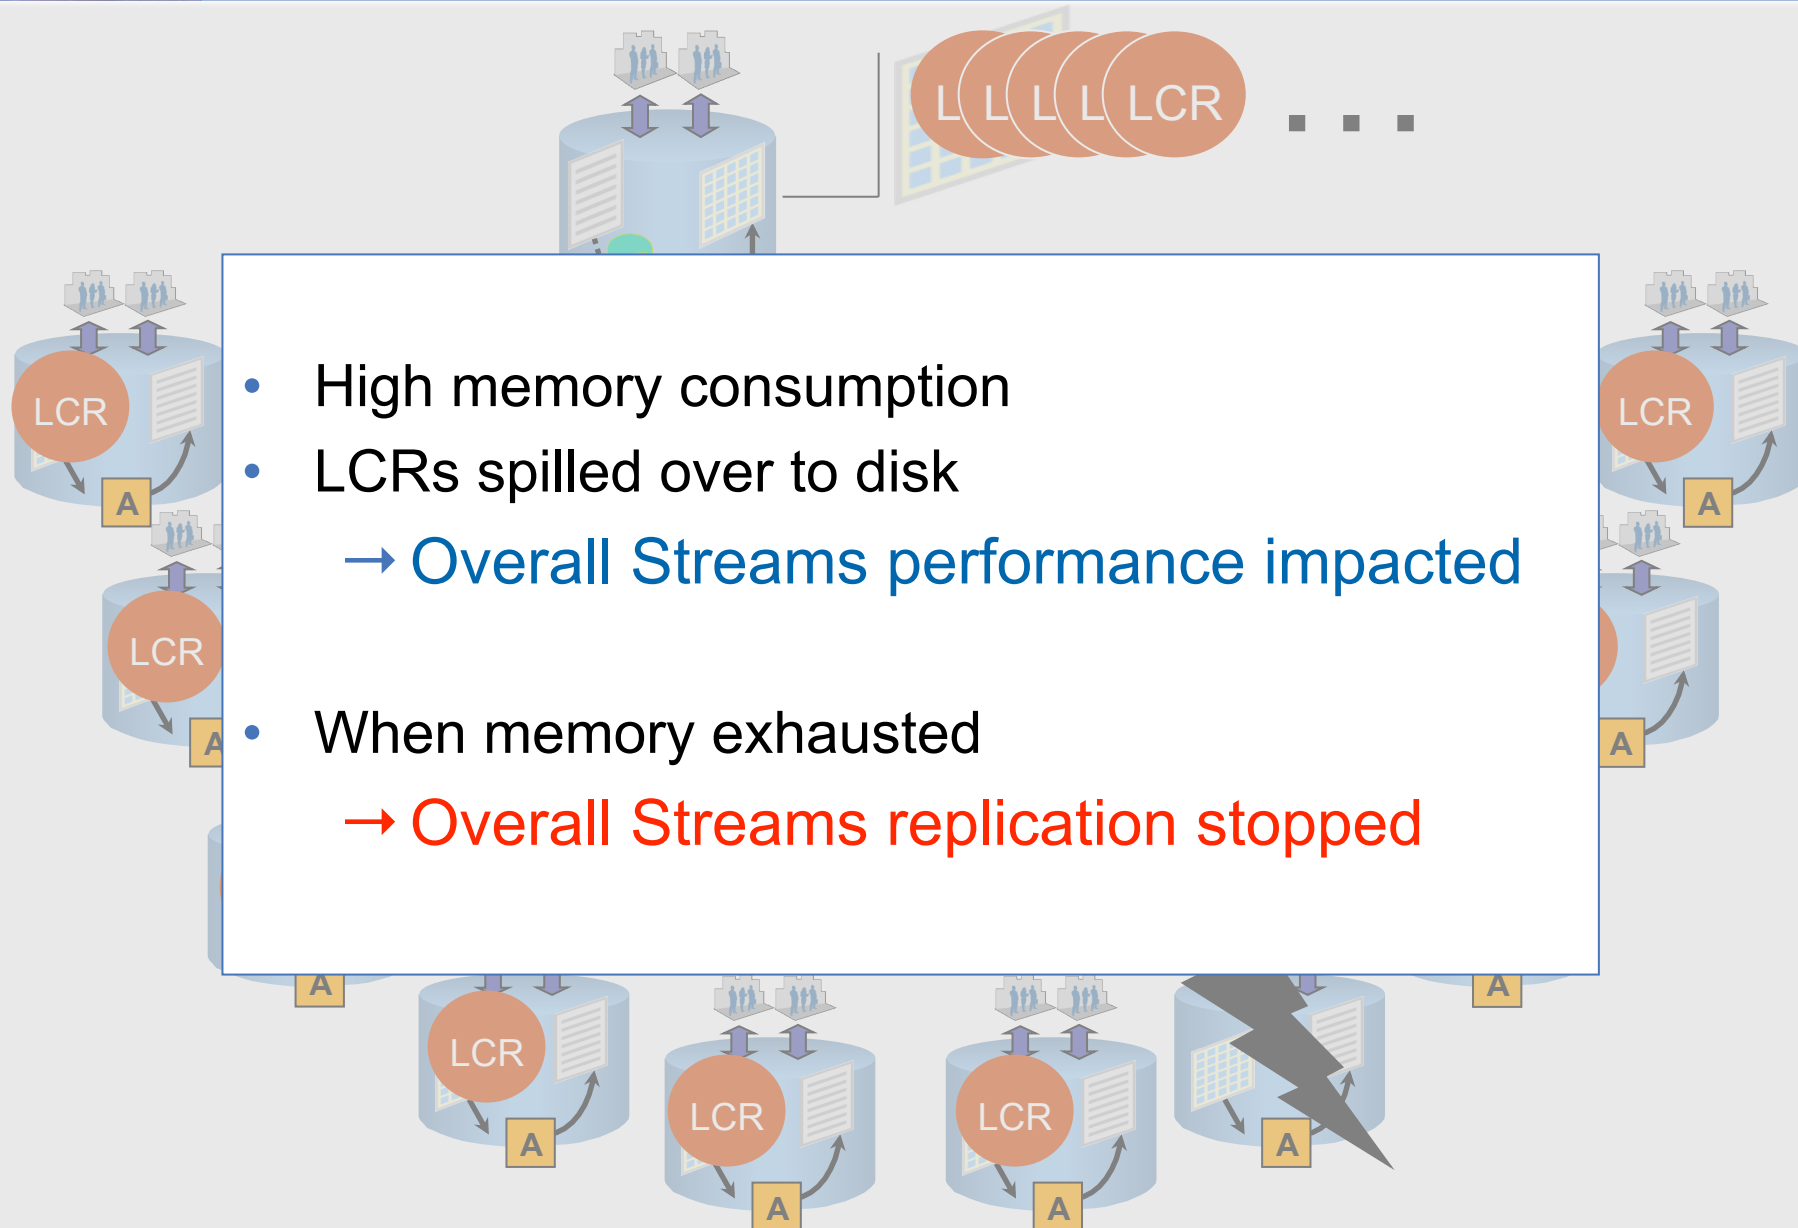 L L L L LCR . . .
LCR
LCR
• High memory consumption
• LCRs spilled over to disk
→ Overall Streams performance impacted
A
A
LCR
• When memory exhausted
A
A
→ Overall Streams replication stopped
A
A
LCR
A
A
LCR
LCR
A
A